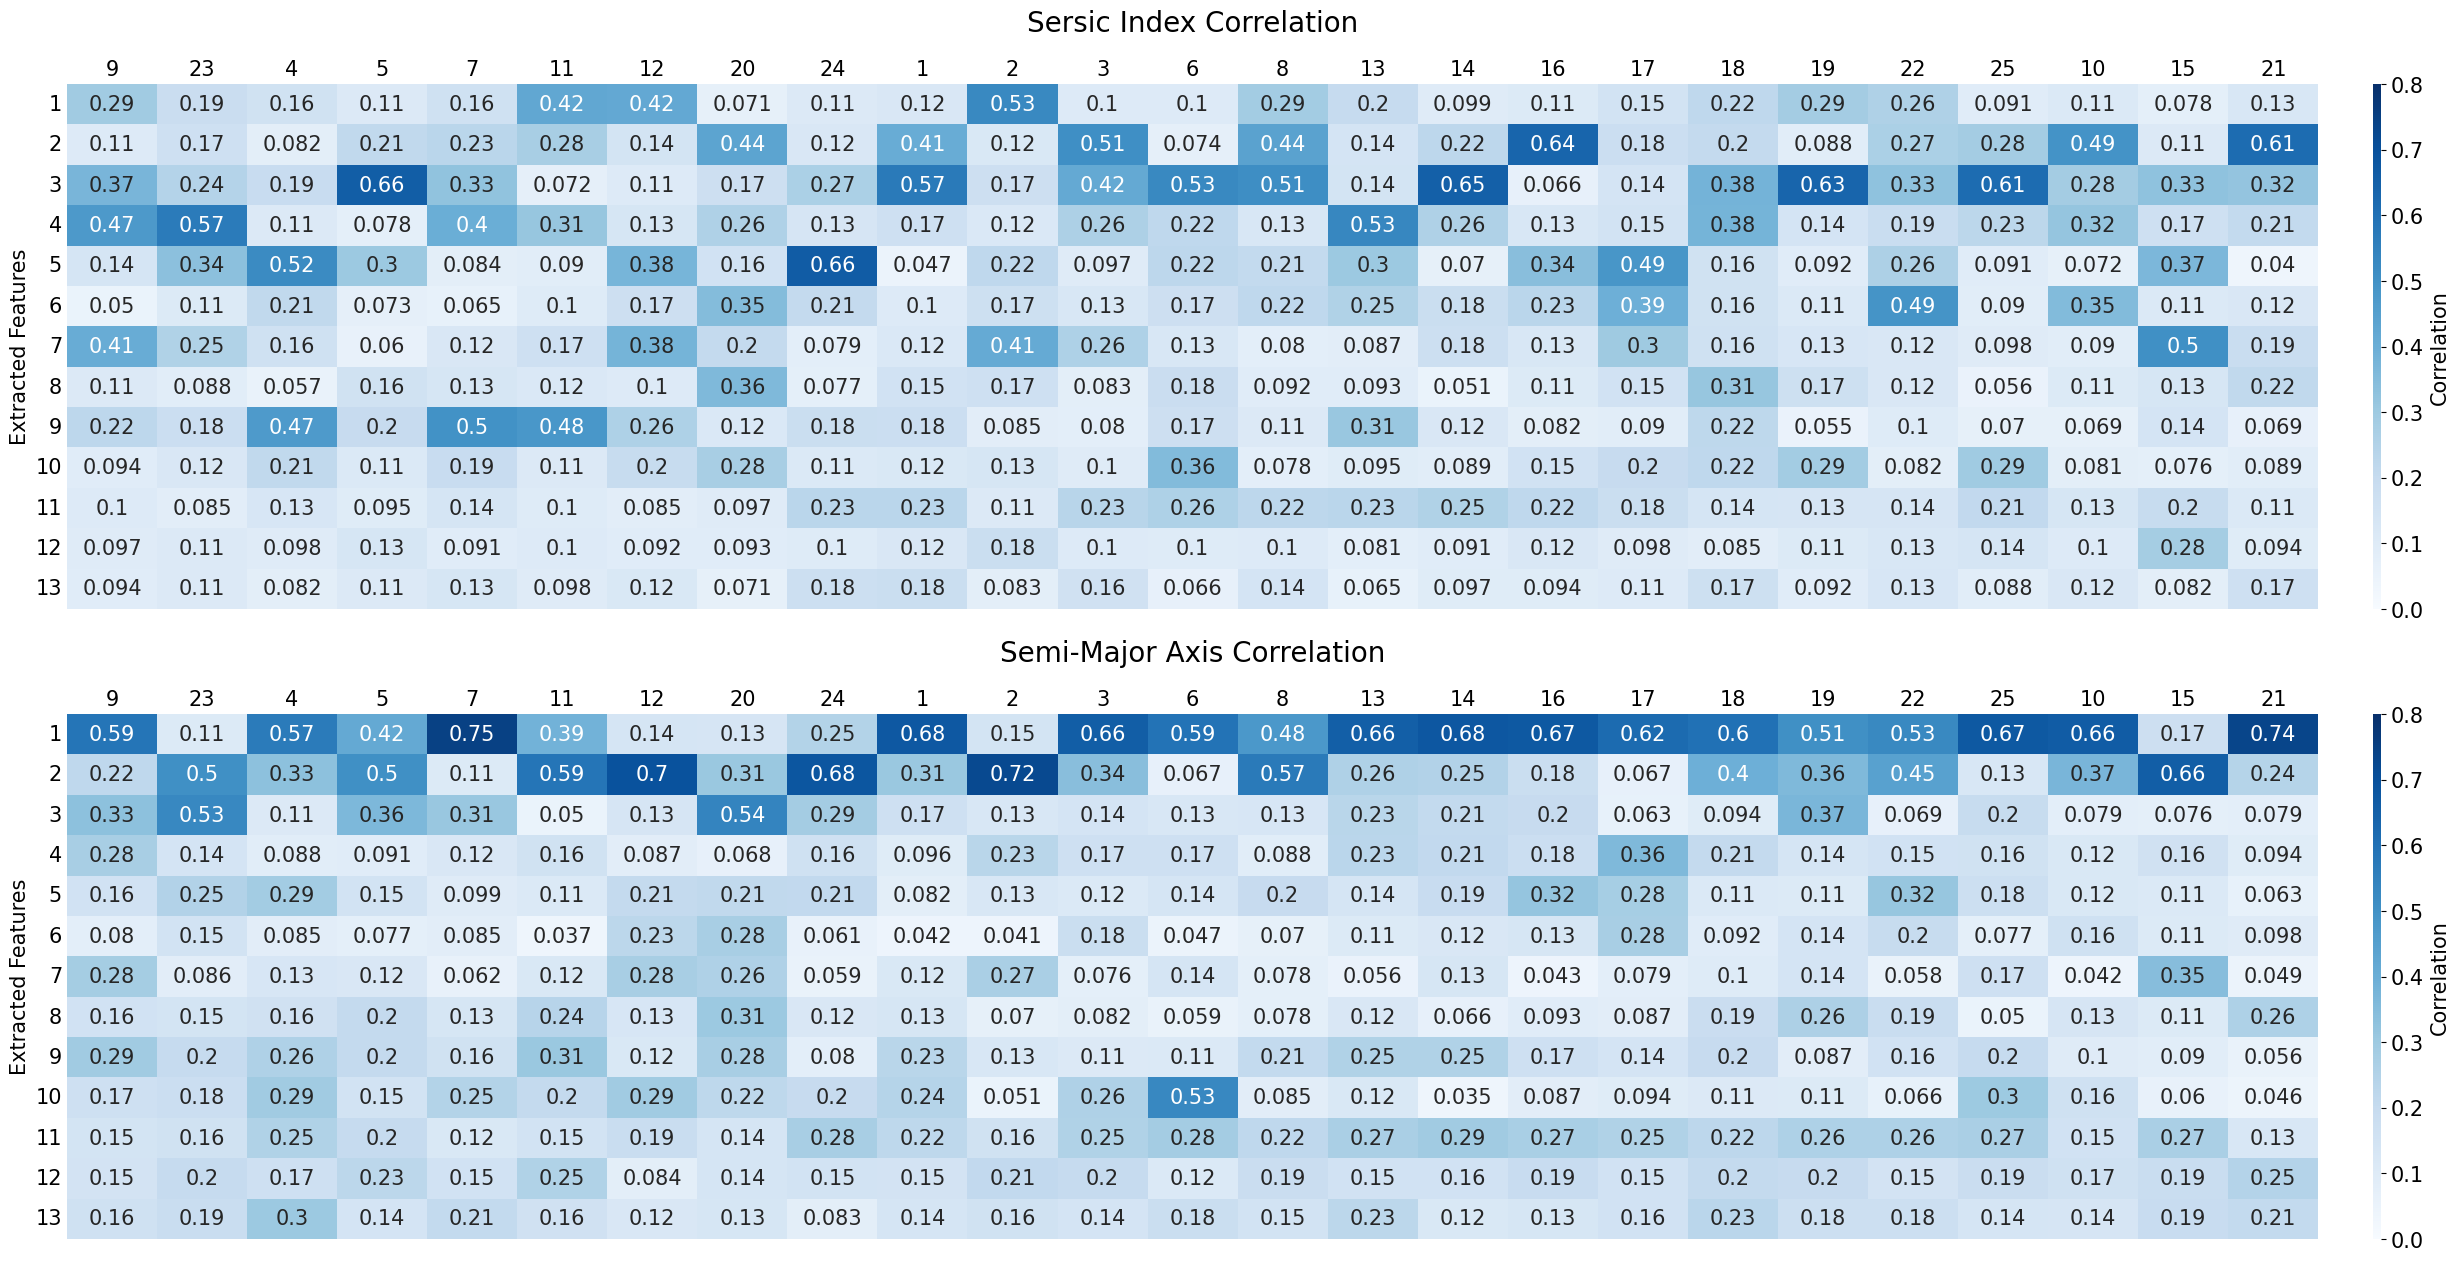 Sersic Index Correlation
9 23 4 5 7 11 12 20 24 1 2 3 6 8 13 14 16 17 18 19 22 25 10 15 21
1 0.29 0.19 0.16 0.11 0.16 0.42 0.42 0.071 0.11 0.12 0.53 0.1 0.1 0.29 0.2 0.099 0.11 0.15 0.22 0.29 0.26 0.091 0.11 0.078 0.13
2 0.11 0.17 0.082 0.21 0.23 0.28 0.14 0.44 0.12 0.41 0.12 0.51 0.074 0.44 0.14 0.22 0.64 0.18 0.2 0.088 0.27 0.28 0.49 0.11 0.61
3 0.37 0.24 0.19 0.66 0.33 0.072 0.11 0.17 0.27 0.57 0.17 0.42 0.53 0.51 0.14 0.65 0.066 0.14 0.38 0.63 0.33 0.61 0.28 0.33 0.32
4 0.47 0.57 0.11 0.078 0.4 0.31 0.13 0.26 0.13 0.17 0.12 0.26 0.22 0.13 0.53 0.26 0.13 0.15 0.38 0.14 0.19 0.23 0.32 0.17 0.21
5 0.14 0.34 0.52 0.3 0.084 0.09 0.38 0.16 0.66 0.047 0.22 0.097 0.22 0.21 0.3 0.07 0.34 0.49 0.16 0.092 0.26 0.091 0.072 0.37 0.04
6 0.05 0.11 0.21 0.073 0.065 0.1 0.17 0.35 0.21 0.1 0.17 0.13 0.17 0.22 0.25 0.18 0.23 0.39 0.16 0.11 0.49 0.09 0.35 0.11 0.12
7 0.41 0.25 0.16 0.06 0.12 0.17 0.38 0.2 0.079 0.12 0.41 0.26 0.13 0.08 0.087 0.18 0.13 0.3 0.16 0.13 0.12 0.098 0.09 0.5 0.19
8 0.11 0.088 0.057 0.16 0.13 0.12 0.1 0.36 0.077 0.15 0.17 0.083 0.18 0.092 0.093 0.051 0.11 0.15 0.31 0.17 0.12 0.056 0.11 0.13 0.22
9 0.22 0.18 0.47 0.2 0.5 0.48 0.26 0.12 0.18 0.18 0.085 0.08 0.17 0.11 0.31 0.12 0.082 0.09 0.22 0.055 0.1 0.07 0.069 0.14 0.069
10 0.094 0.12 0.21 0.11 0.19 0.11 0.2 0.28 0.11 0.12 0.13 0.1 0.36 0.078 0.095 0.089 0.15 0.2 0.22 0.29 0.082 0.29 0.081 0.076 0.089
11 0.1 0.085 0.13 0.095 0.14 0.1 0.085 0.097 0.23 0.23 0.11 0.23 0.26 0.22 0.23 0.25 0.22 0.18 0.14 0.13 0.14 0.21 0.13 0.2 0.11
12 0.097 0.11 0.098 0.13 0.091 0.1 0.092 0.093 0.1 0.12 0.18 0.1 0.1 0.1 0.081 0.091 0.12 0.098 0.085 0.11 0.13 0.14 0.1 0.28 0.094
13 0.094 0.11 0.082 0.11 0.13 0.098 0.12 0.071 0.18 0.18 0.083 0.16 0.066 0.14 0.065 0.097 0.094 0.11 0.17 0.092 0.13 0.088 0.12 0.082 0.17
Extracted Features
0.8
0.7
0.6
0.5
0.4
0.3
0.2
0.1
0.0
Correlation
Semi-Major Axis Correlation
9 23 4 5 7 11 12 20 24 1 2 3 6 8 13 14 16 17 18 19 22 25 10 15 21
1 0.59 0.11 0.57 0.42 0.75 0.39 0.14 0.13 0.25 0.68 0.15 0.66 0.59 0.48 0.66 0.68 0.67 0.62 0.6 0.51 0.53 0.67 0.66 0.17 0.74
2 0.22 0.5 0.33 0.5 0.11 0.59 0.7 0.31 0.68 0.31 0.72 0.34 0.067 0.57 0.26 0.25 0.18 0.067 0.4 0.36 0.45 0.13 0.37 0.66 0.24
3 0.33 0.53 0.11 0.36 0.31 0.05 0.13 0.54 0.29 0.17 0.13 0.14 0.13 0.13 0.23 0.21 0.2 0.063 0.094 0.37 0.069 0.2 0.079 0.076 0.079
4 0.28 0.14 0.088 0.091 0.12 0.16 0.087 0.068 0.16 0.096 0.23 0.17 0.17 0.088 0.23 0.21 0.18 0.36 0.21 0.14 0.15 0.16 0.12 0.16 0.094
5 0.16 0.25 0.29 0.15 0.099 0.11 0.21 0.21 0.21 0.082 0.13 0.12 0.14 0.2 0.14 0.19 0.32 0.28 0.11 0.11 0.32 0.18 0.12 0.11 0.063
6 0.08 0.15 0.085 0.077 0.085 0.037 0.23 0.28 0.061 0.042 0.041 0.18 0.047 0.07 0.11 0.12 0.13 0.28 0.092 0.14 0.2 0.077 0.16 0.11 0.098
7 0.28 0.086 0.13 0.12 0.062 0.12 0.28 0.26 0.059 0.12 0.27 0.076 0.14 0.078 0.056 0.13 0.043 0.079 0.1 0.14 0.058 0.17 0.042 0.35 0.049
8 0.16 0.15 0.16 0.2 0.13 0.24 0.13 0.31 0.12 0.13 0.07 0.082 0.059 0.078 0.12 0.066 0.093 0.087 0.19 0.26 0.19 0.05 0.13 0.11 0.26
9 0.29 0.2 0.26 0.2 0.16 0.31 0.12 0.28 0.08 0.23 0.13 0.11 0.11 0.21 0.25 0.25 0.17 0.14 0.2 0.087 0.16 0.2 0.1 0.09 0.056
10 0.17 0.18 0.29 0.15 0.25 0.2 0.29 0.22 0.2 0.24 0.051 0.26 0.53 0.085 0.12 0.035 0.087 0.094 0.11 0.11 0.066 0.3 0.16 0.06 0.046
11 0.15 0.16 0.25 0.2 0.12 0.15 0.19 0.14 0.28 0.22 0.16 0.25 0.28 0.22 0.27 0.29 0.27 0.25 0.22 0.26 0.26 0.27 0.15 0.27 0.13
12 0.15 0.2 0.17 0.23 0.15 0.25 0.084 0.14 0.15 0.15 0.21 0.2 0.12 0.19 0.15 0.16 0.19 0.15 0.2 0.2 0.15 0.19 0.17 0.19 0.25
13 0.16 0.19 0.3 0.14 0.21 0.16 0.12 0.13 0.083 0.14 0.16 0.14 0.18 0.15 0.23 0.12 0.13 0.16 0.23 0.18 0.18 0.14 0.14 0.19 0.21
Extracted Features
0.8
0.7
0.6
0.5
0.4
0.3
0.2
0.1
0.0
Correlation